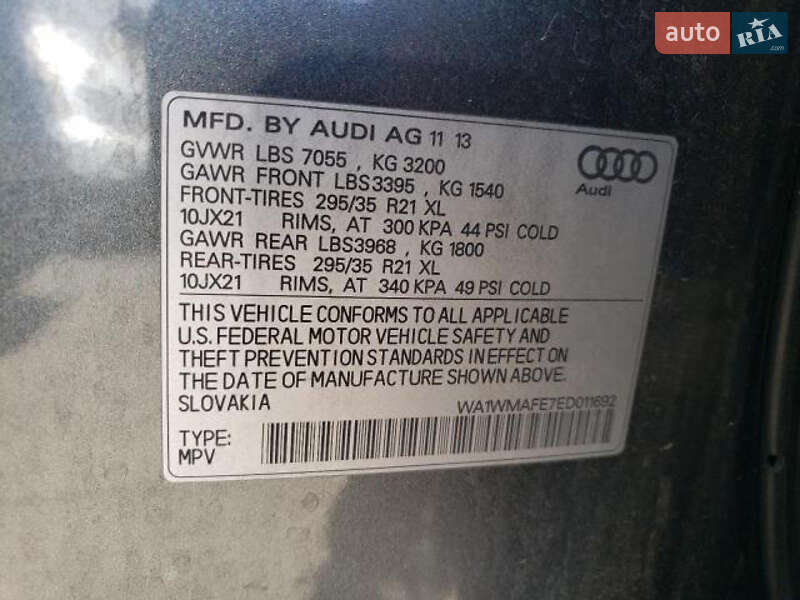 auto RIA.com
MFD. BY AUDI AG 11 13
GVWR LBS 7055 , KG 3200
GAWR FRONT LBS3395 , KG 1540
FRONT-TIRES 295/35 R21 XL
10JX21 RIMS, AT 300 KPA 44 PSI COLD
GAWR REAR LBS3968 , KG 1800
REAR-TIRES 295/35 R21 XL
10JX21 RIMS, AT 340 KPA 49 PSI COLD
Audi
THIS VEHICLE CONFORMS TO ALL APPLICABLE
U.S. FEDERAL MOTOR VEHICLE SAFETY AND
THEFT PREVENTION STANDARDS IN EFFECT ON
THE DATE OF MANUFACTURE SHOWN ABOVE.
SLOVAKIA WA1WMAFE7ED011692
TYPE:
MPV